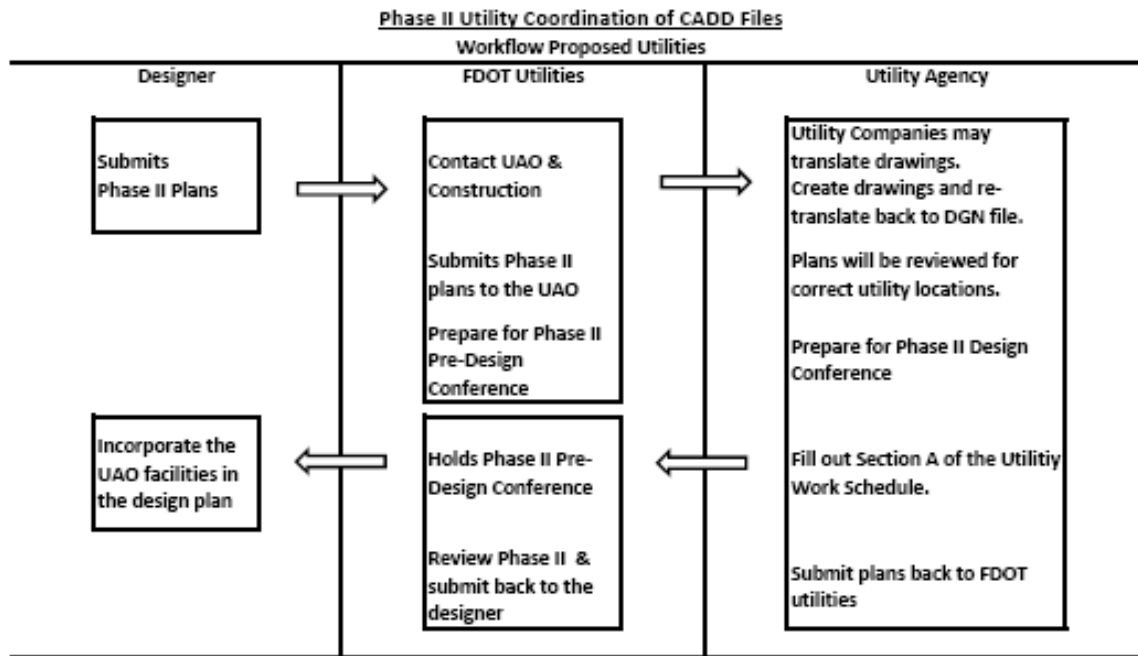 Phase II Utility Coordination of CADD Files
Workflow Proposed Utilities
Designer
FDOT Utilities
Utility Agency
Submits
Phase II Plans
Contact UAO &
Construction
Submits Phase II
plans to the UAO
Prepare for Phase II
Pre-Design
Conference
Utility Companies may
translate drawings.
Create drawings and re-
translate back to DGN file.
Plans will be reviewed for
correct utility locations.
Prepare for Phase II Design
Conference
Fill out Section A of the Utilitiy
Work Schedule.
Submit plans back to FDOT
utilities
Holds Phase II Pre-
Design Conference
Review Phase II &
submit back to the
designer
Incorporate the
UAO facilities in
the design plan